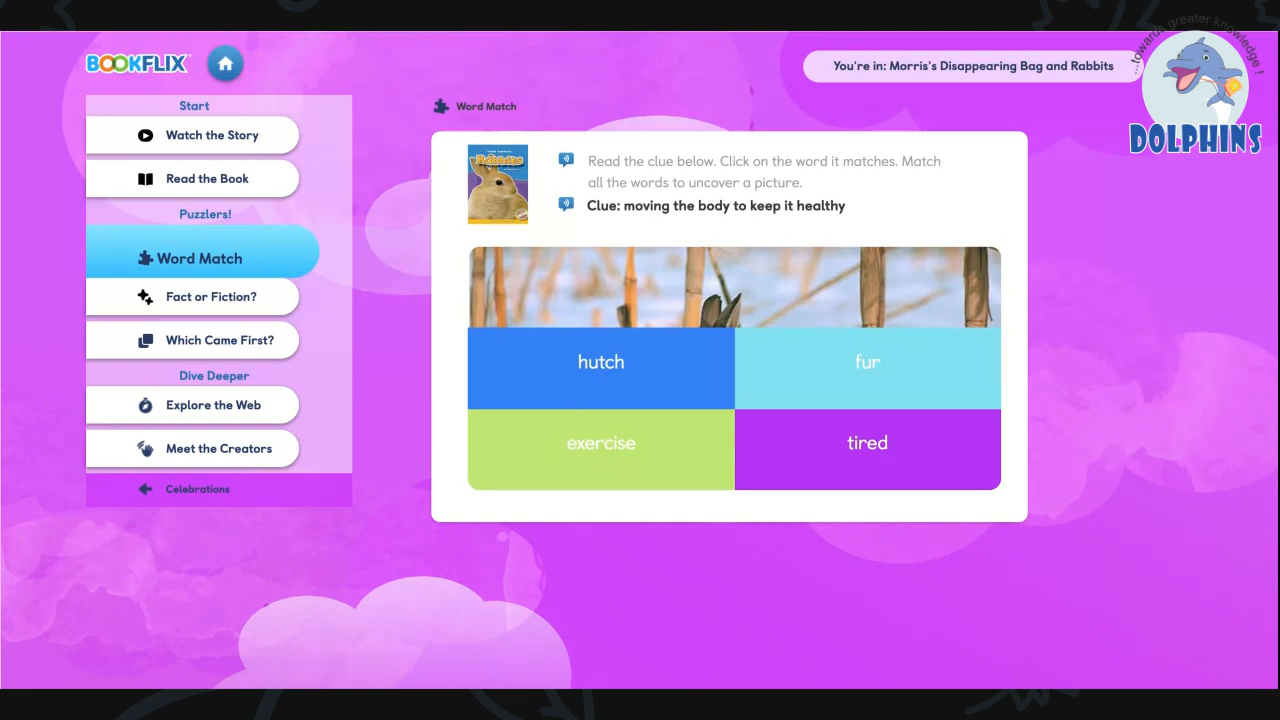 BOOKFLIX
You're in: Morris's Disappearing Bag and Rabbits
...towards greater knowledge!
DOLPHINS
Start
Watch the Story
Read the Book
Puzzlers!
Word Match
Fact or Fiction?
Which Came First?
Dive Deeper
Explore the Web
Meet the Creators
Celebrations
Word Match
Read the clue below. Click on the word it matches. Match
all the words to uncover a picture.
Clue: moving the body to keep it healthy
hutch
fur
exercise
tired